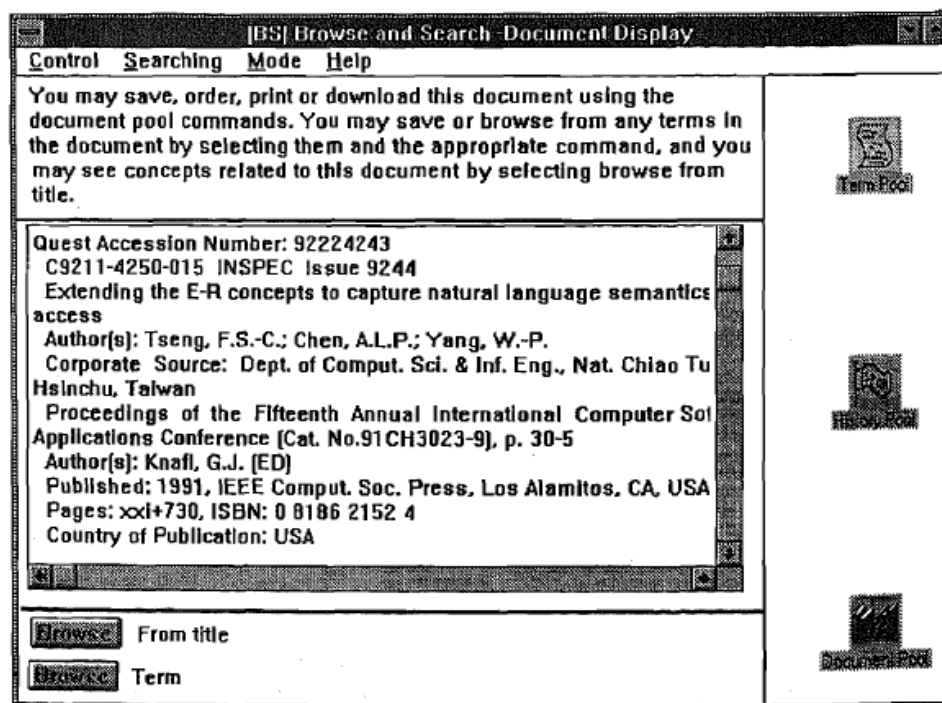 [BS] Browse and Search -Document Display
Control Searching Mode Help
You may save, order, print or download this document using the
document pool commands. You may save or browse from any terms in
the document by selecting them and the appropriate command, and you
may see concepts related to this document by selecting browse from
title.
Term Pool
Quest Accession Number: 92224243
C9211-4250-015 INSPEC Issue 9244
Extending the E-R concepts to capture natural language semantics
access
Author(s): Tseng, F.S.-C.; Chen, A.L.P.; Yang, W.-P.
Corporate Source: Dept. of Comput. Sci. & Inf. Eng., Nat. Chiao Tu
Hsinchu, Taiwan
Proceedings of the Fifteenth Annual International Computer Sof
Applications Conference (Cat. No.91CH3023-9), p. 30-5
Author(s): Knafl, G.J. (ED)
Published: 1991, IEEE Comput. Soc. Press, Los Alamitos, CA, USA
Pages: xxi+730, ISBN: 0 8186 2152 4
Country of Publication: USA
History Pool
Browse From title
Browse Term
Document Pool